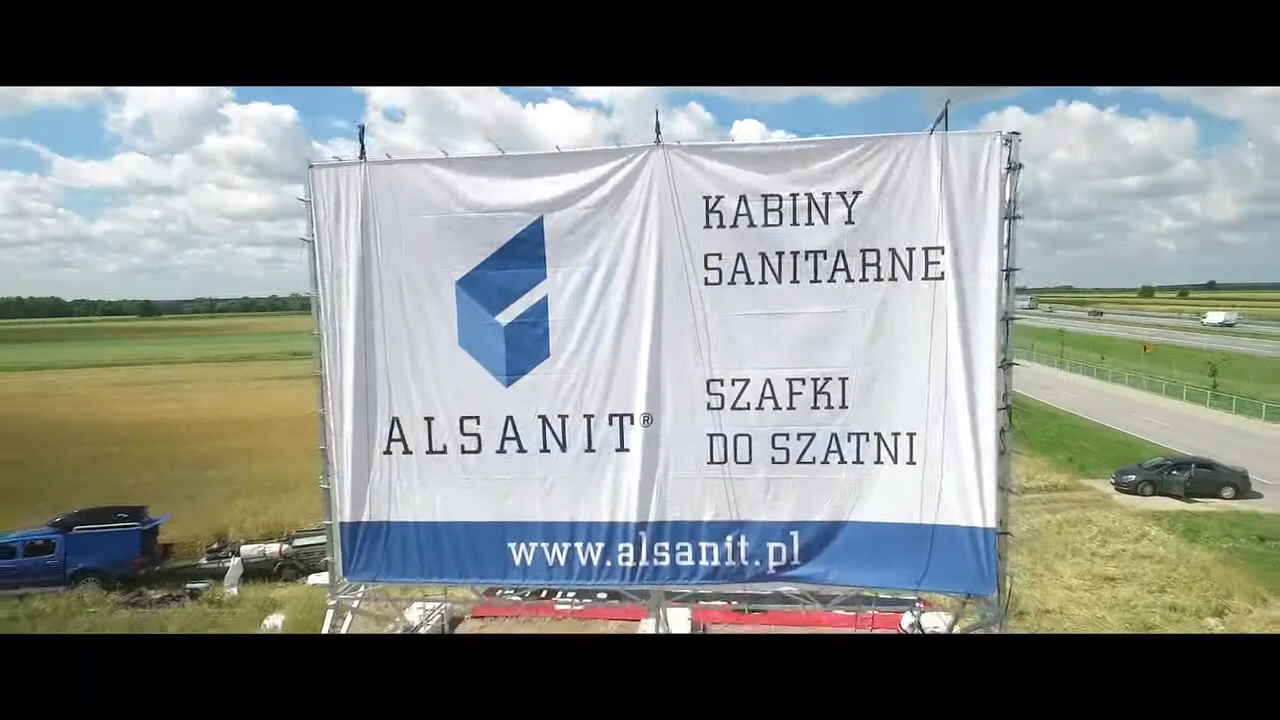 ALSANIT®
KABINY
SANITARNE
SZAFKI
DO SZATNI
www.alsanit.pl